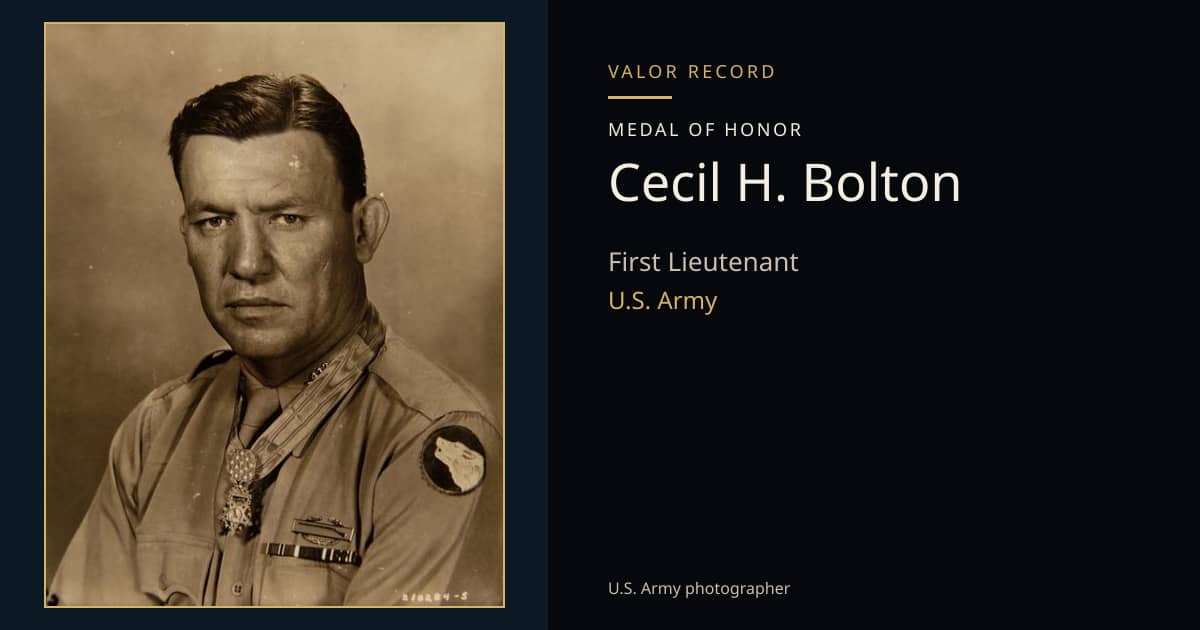 VALOR RECORD
MEDAL OF HONOR
Cecil H. Bolton
First Lieutenant
U.S. Army
U.S. Army photographer